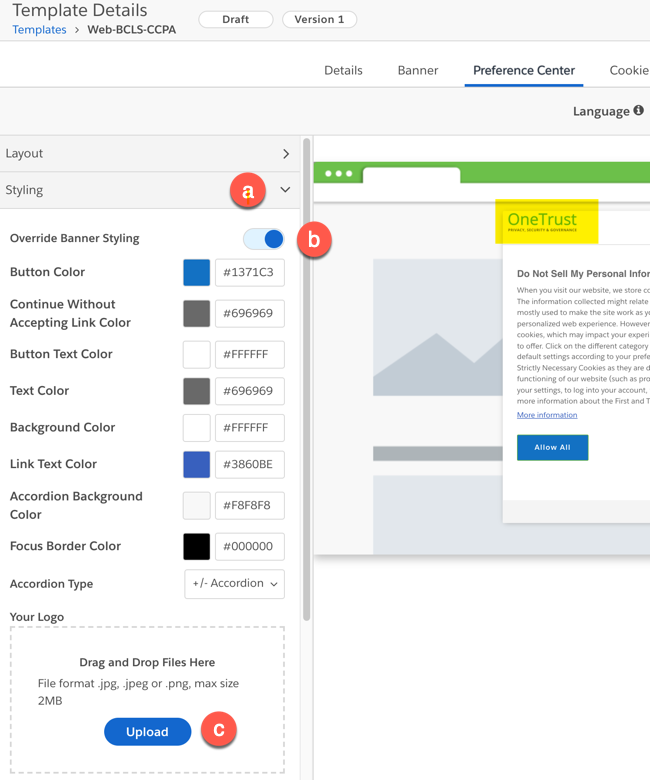 Template Details
Draft
Version 1
Templates > Web-BCLS-CCPA
Details
Banner
Preference Center
Cookie
Language
Layout
Styling
a
Override Banner Styling
b
Button Color
#1371C3
Continue Without
Accepting Link Color
#696969
Button Text Color
#FFFFFF
Text Color
#696969
Background Color
#FFFFFF
Link Text Color
#3860BE
Accordion Background
Color
#F8F8F8
Focus Border Color
#000000
Accordion Type
+/- Accordion
Your Logo
Drag and Drop Files Here
File format .jpg, .jpeg or .png, max size
2MB
Upload
c
OneTrust
PRIVACY, SECURITY & GOVERNANCE
Do Not Sell My Personal Infor
When you visit our website, we store co
The information collected might relate
mostly used to make the site work as yo
personalized web experience. However
cookies, which may impact your experi
to offer. Click on the different category
default settings according to your prefe
Strictly Necessary Cookies as they are d
functioning of our website (such as pro
your settings, to log into your account,
more information about the First and T
More information
Allow All